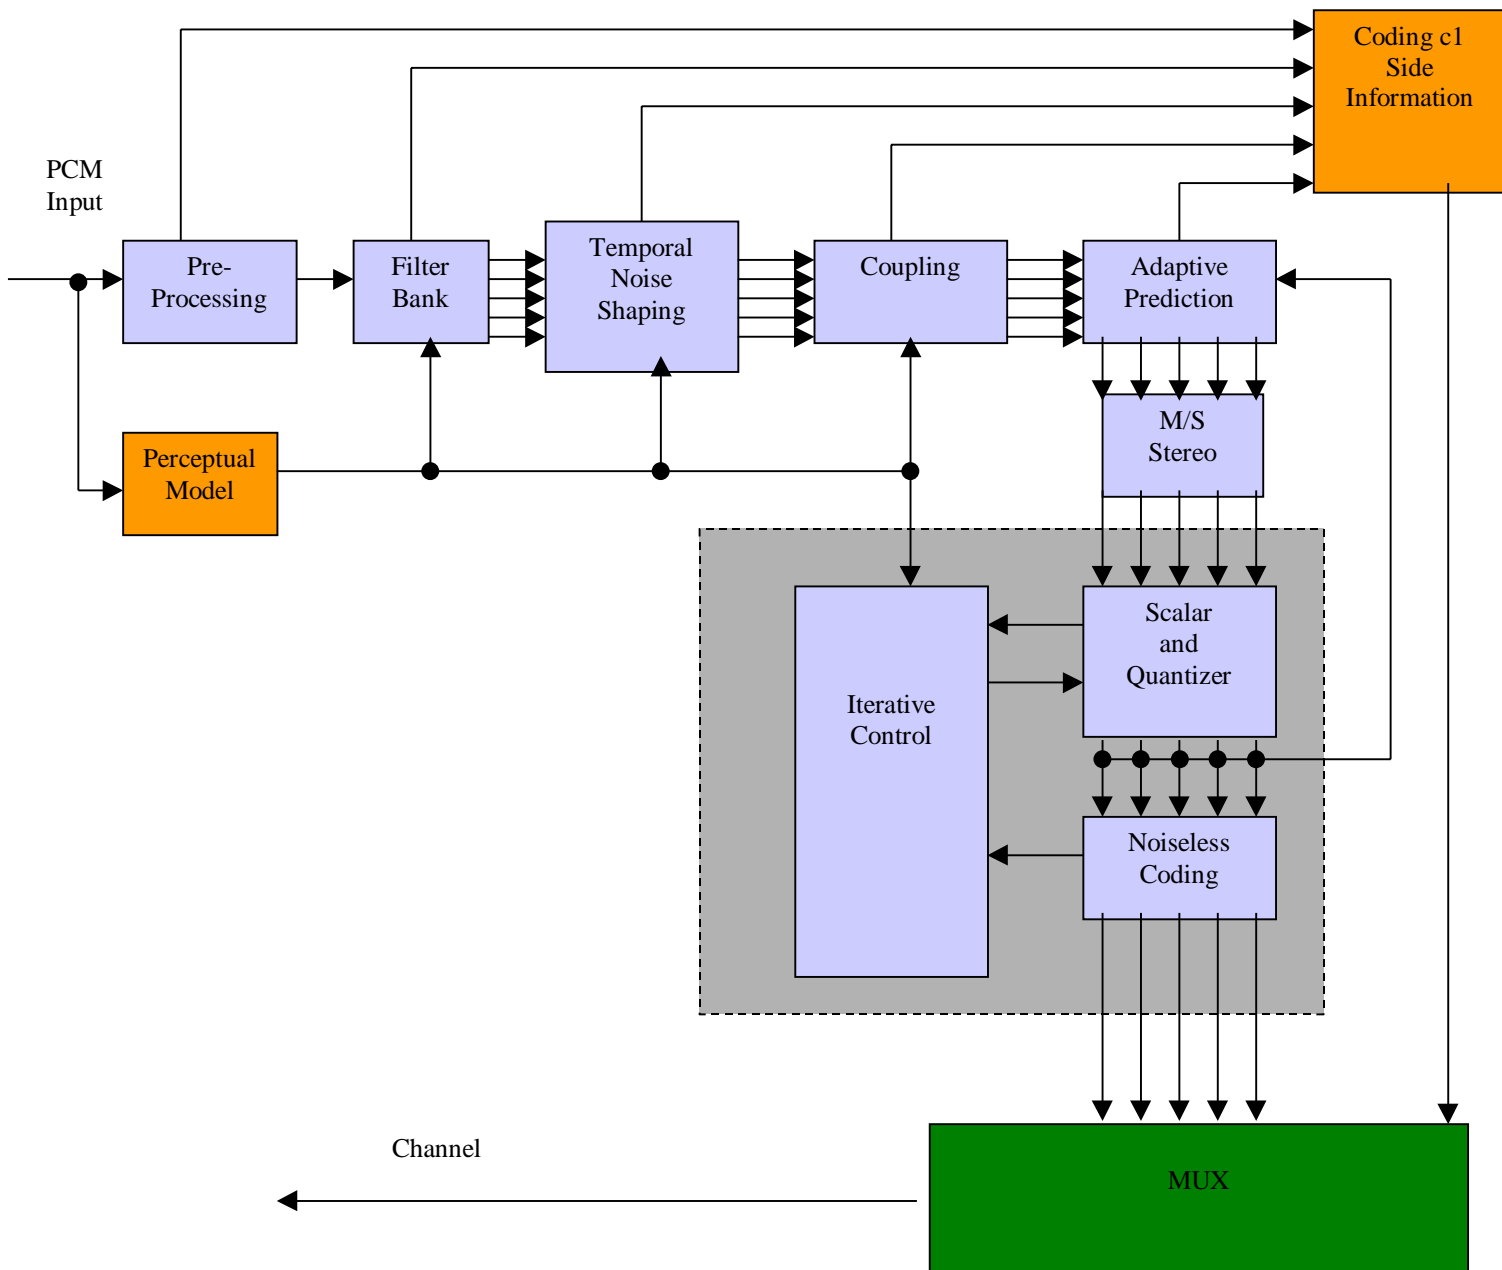 Coding c1
Side
Information
PCM
Input
Pre-
Processing
Filter
Bank
Temporal
Noise
Shaping
Coupling
Adaptive
Prediction
M/S
Stereo
Perceptual
Model
Scalar
and
Quantizer
Iterative
Control
Noiseless
Coding
Channel
MUX